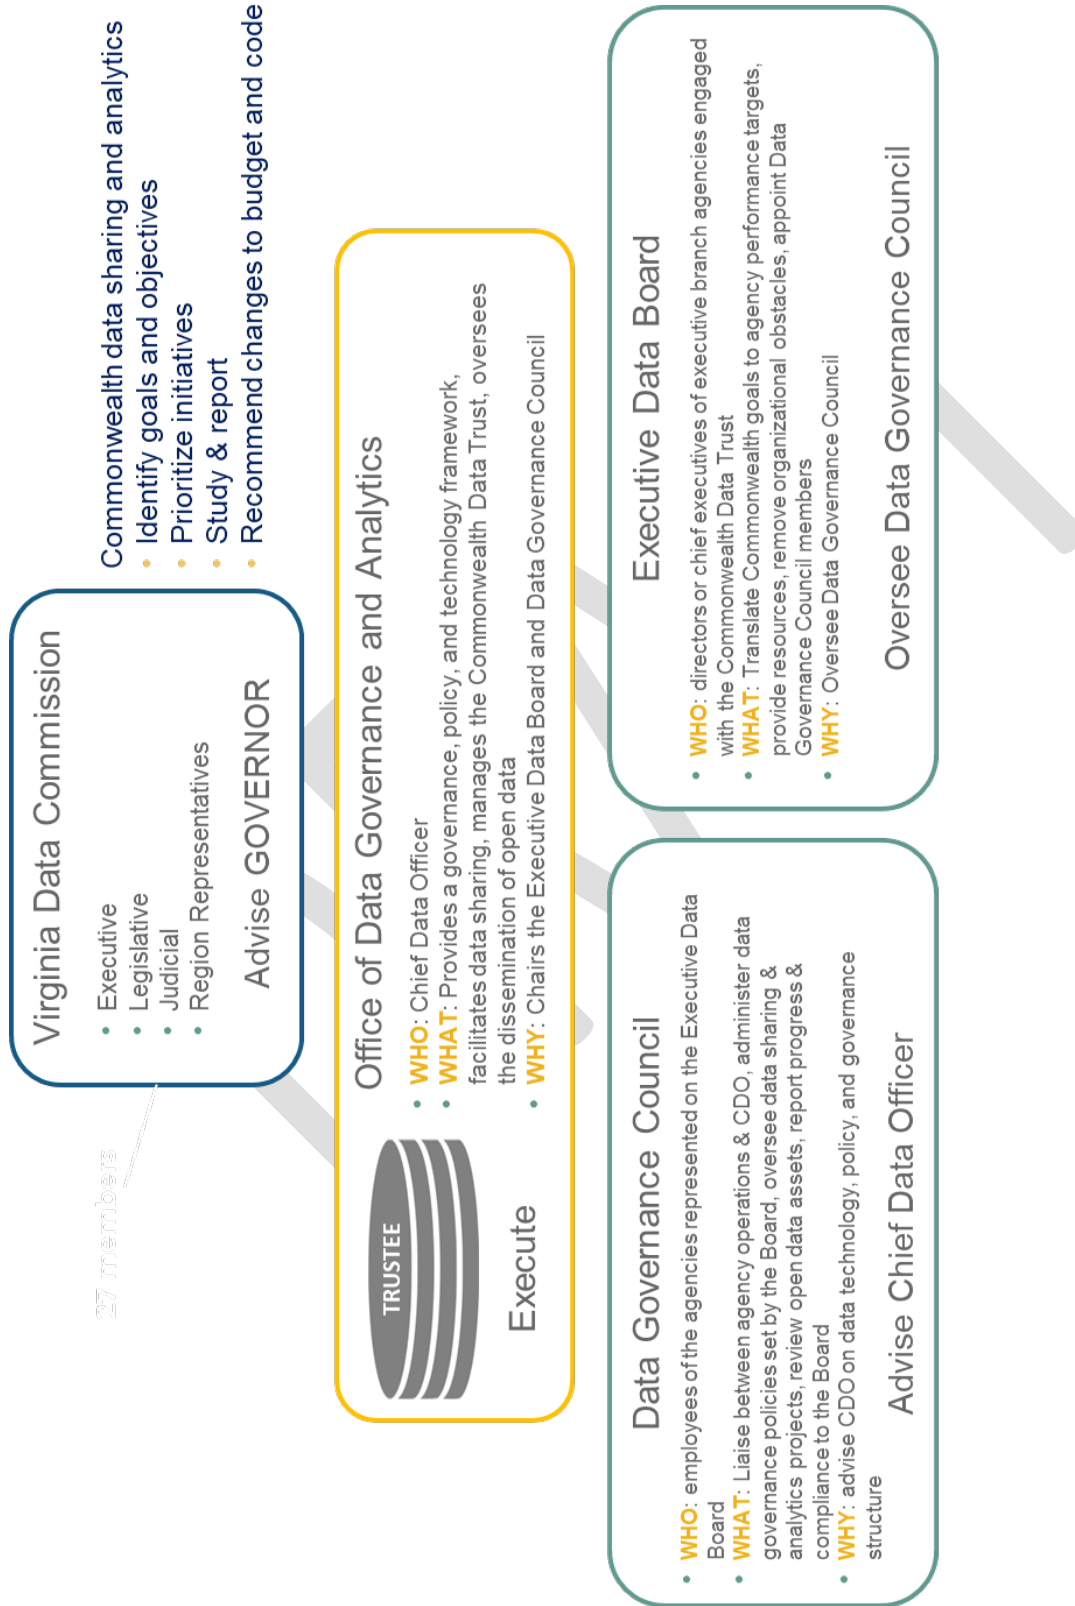 Virginia Data Commission
• Executive
• Legislative
• Judicial
• Region Representatives
Advise GOVERNOR
27 members
Commonwealth data sharing and analytics
• Identify goals and objectives
• Prioritize initiatives
• Study & report
• Recommend changes to budget and code
TRUSTEE
Execute
Office of Data Governance and Analytics
• WHO: Chief Data Officer
• WHAT: Provides a governance, policy, and technology framework,
facilitates data sharing, manages the Commonwealth Data Trust, oversees
the dissemination of open data
• WHY: Chairs the Executive Data Board and Data Governance Council
Data Governance Council
• WHO: employees of the agencies represented on the Executive Data
Board
• WHAT: Liaise between agency operations & CDO, administer data
governance policies set by the Board, oversee data sharing &
analytics projects, review open data assets, report progress &
compliance to the Board
• WHY: advise CDO on data technology, policy, and governance
structure
Advise Chief Data Officer
Executive Data Board
• WHO: directors or chief executives of executive branch agencies engaged
with the Commonwealth Data Trust
• WHAT: Translate Commonwealth goals to agency performance targets,
provide resources, remove organizational obstacles, appoint Data
Governance Council members
• WHY: Oversee Data Governance Council
Oversee Data Governance Council